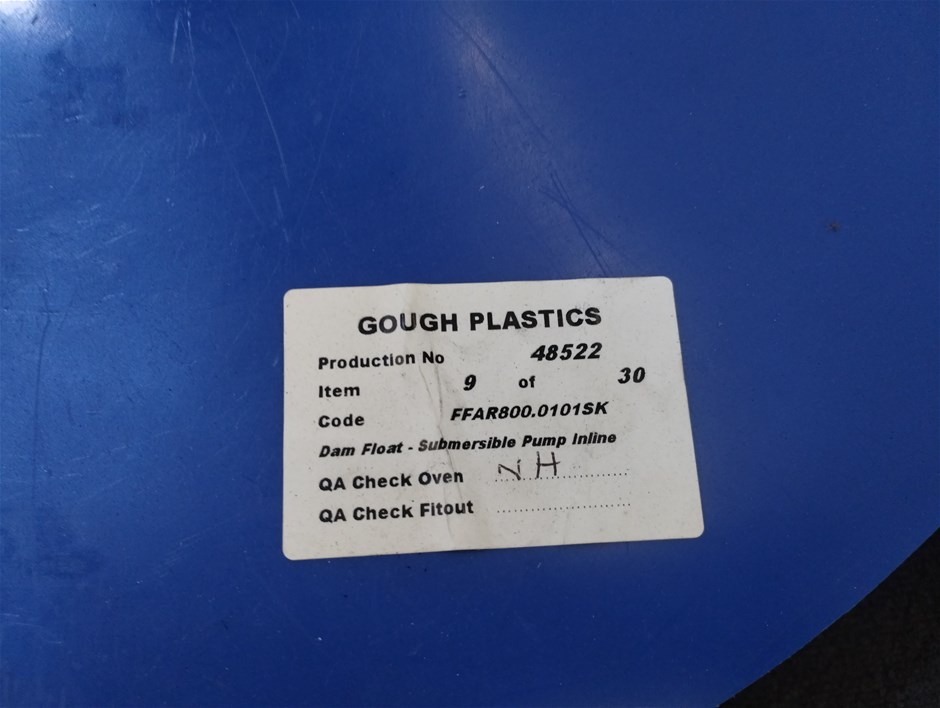 GOUGH PLASTICS
Production No 48522
Item 9 of 30
Code FFAR800.0101SK
Dam Float - Submersible Pump Inline
QA Check Oven NH
QA Check Fitout